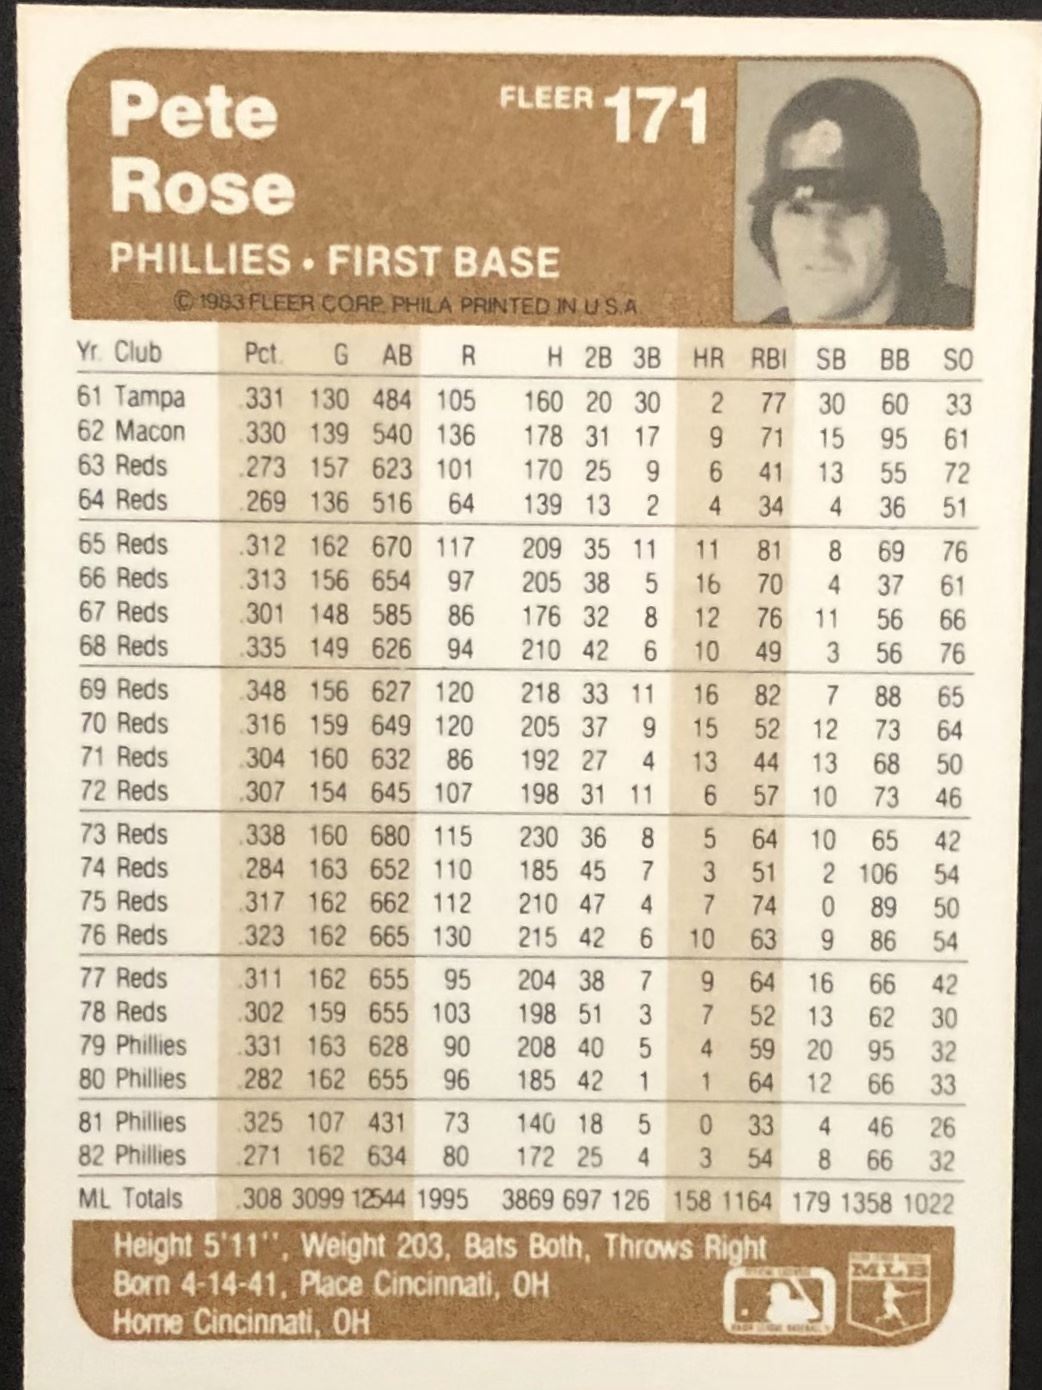 Pete
Rose
FLEER 171
PHILLIES • FIRST BASE
© 1983 FLEER CORP. PHILA PRINTED IN U.S.A.
Yr. Club Pct. G AB R H 2B 3B HR RBI SB BB SO
61 Tampa .331 130 484 105 160 20 30 2 77 30 60 33
62 Macon .330 139 540 136 178 31 17 9 71 15 95 61
63 Reds .273 157 623 101 170 25 9 6 41 13 55 72
64 Reds .269 136 516 64 139 13 2 4 34 4 36 51
65 Reds .312 162 670 117 209 35 11 11 81 8 69 76
66 Reds .313 156 654 97 205 38 5 16 70 4 37 61
67 Reds .301 148 585 86 176 32 8 12 76 11 56 66
68 Reds .335 149 626 94 210 42 6 10 49 3 56 76
69 Reds .348 156 627 120 218 33 11 16 82 7 88 65
70 Reds .316 159 649 120 205 37 9 15 52 12 73 64
71 Reds .304 160 632 86 192 27 4 13 44 13 68 50
72 Reds .307 154 645 107 198 31 11 6 57 10 73 46
73 Reds .338 160 680 115 230 36 8 5 64 10 65 42
74 Reds .284 163 652 110 185 45 7 3 51 2 106 54
75 Reds .317 162 662 112 210 47 4 7 74 0 89 50
76 Reds .323 162 665 130 215 42 6 10 63 9 86 54
77 Reds .311 162 655 95 204 38 7 9 64 16 66 42
78 Reds .302 159 655 103 198 51 3 7 52 13 62 30
79 Phillies .331 163 628 90 208 40 5 4 59 20 95 32
80 Phillies .282 162 655 96 185 42 1 1 64 12 66 33
81 Phillies .325 107 431 73 140 18 5 0 33 4 46 26
82 Phillies .271 162 634 80 172 25 4 3 54 8 66 32
ML Totals .308 3099 12544 1995 3869 697 126 158 1164 179 1358 1022
Height 5'11'', Weight 203, Bats Both, Throws Right
Born 4-14-41, Place Cincinnati, OH
Home Cincinnati, OH
MLB